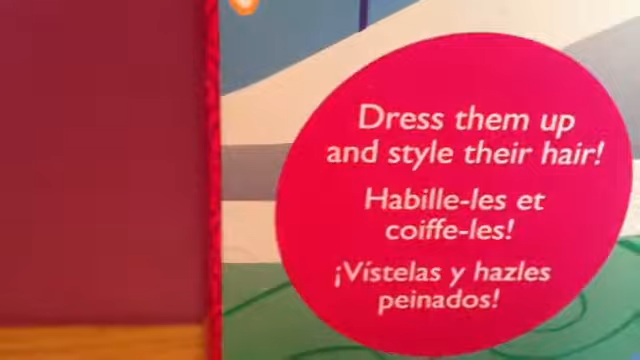 Dress them up
and style their hair!
Habille-les et
coiffe-les!
¡Vístelas y hazles
peinados!